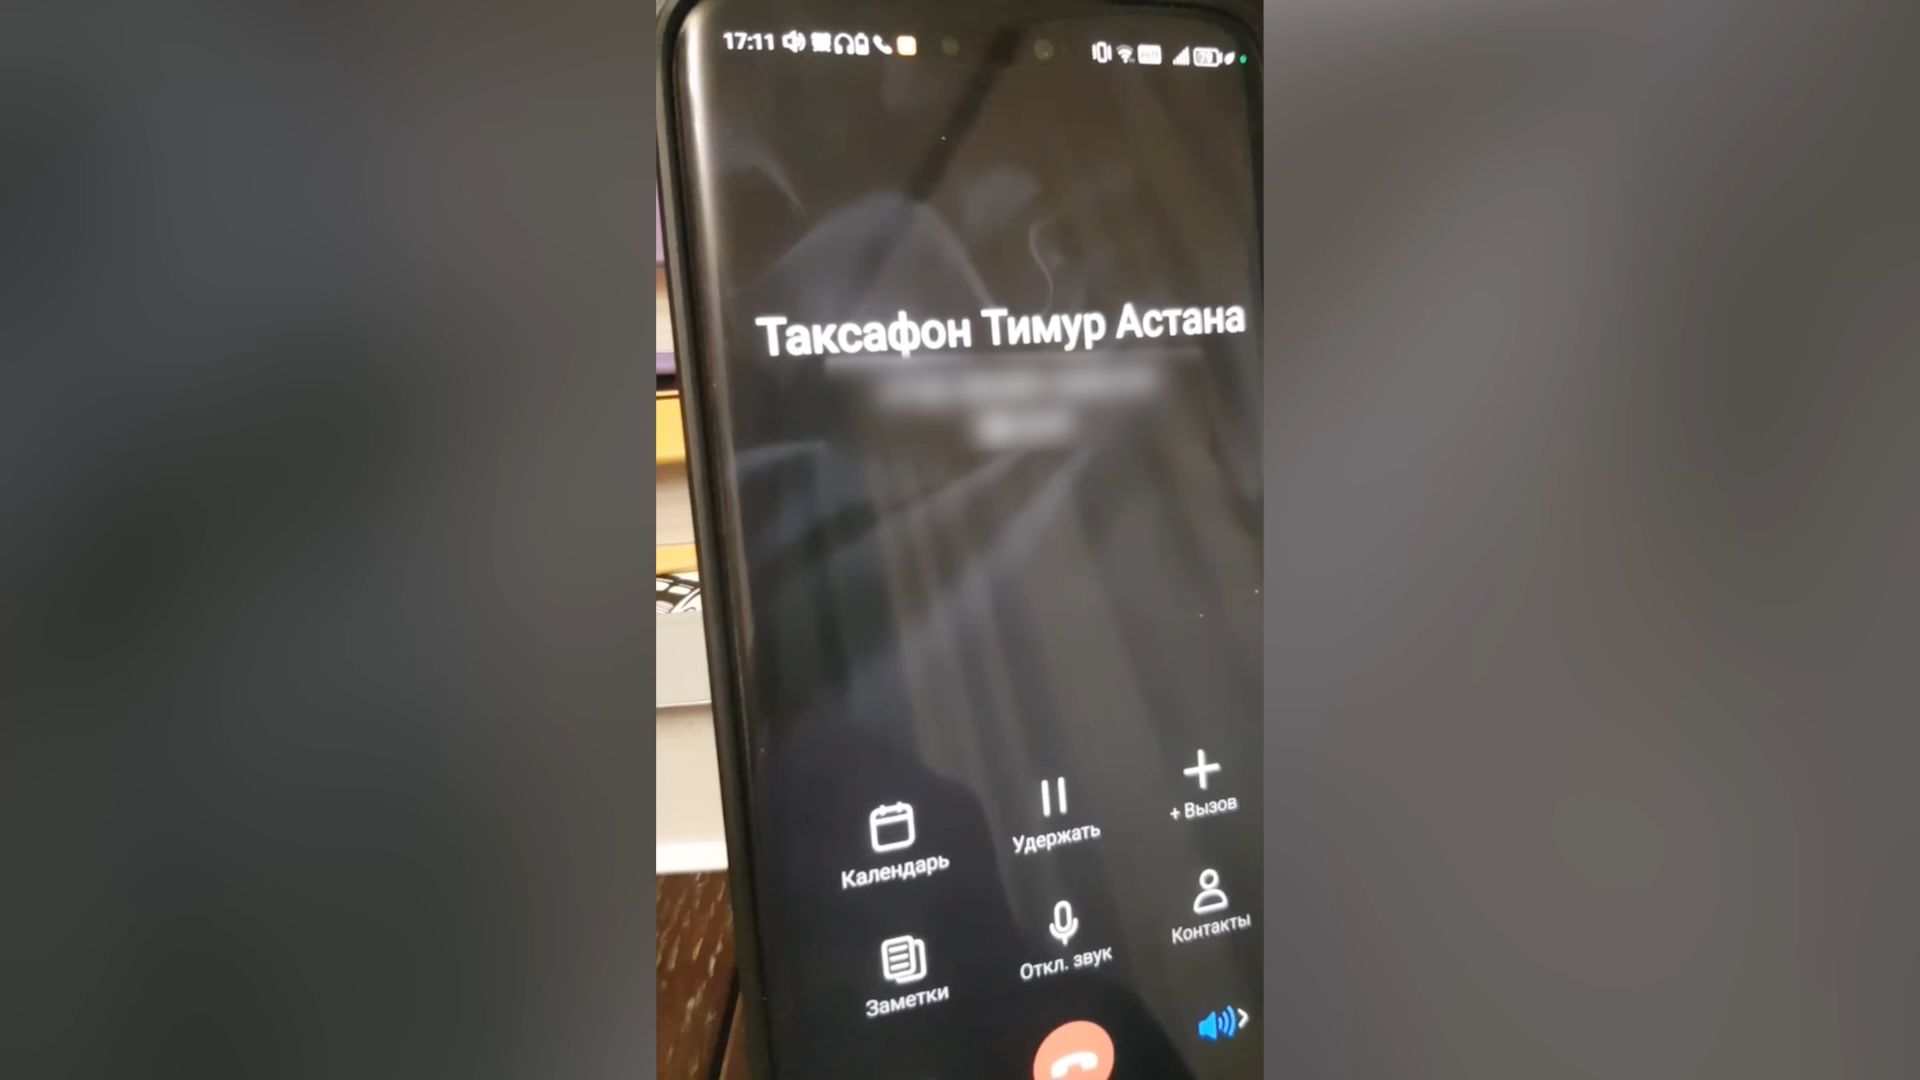 17:11
Таксафон Тимур Астана
+ Вызов
Удержать
Календарь
Контакты
Откл. звук
Заметки